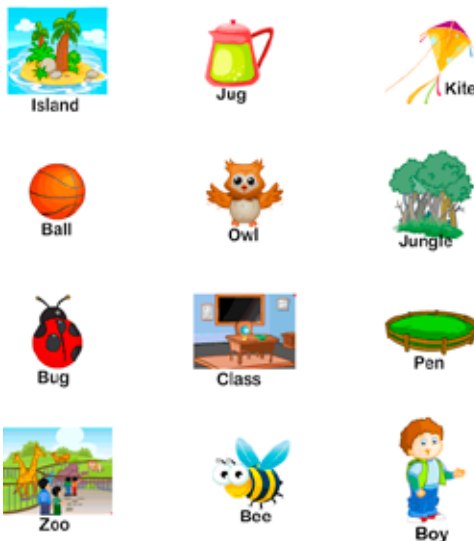 Island
Jug
Kite
Ball
Owl
Jungle
Bug
Class
Pen
Zoo
Bee
Boy